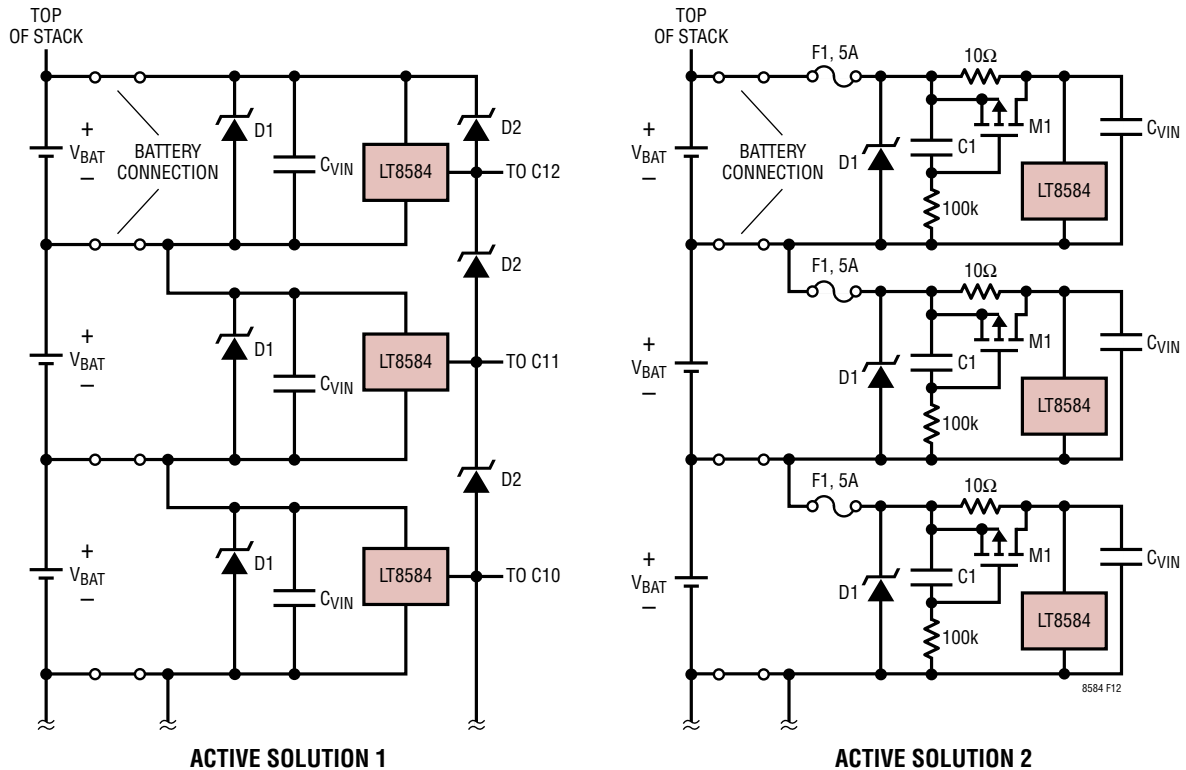 TOP
OF STACK
+
VBAT
–
BATTERY
CONNECTION
D1
CVIN
LT8584
D2
TO C12
D2
+
VBAT
–
D1
CVIN
LT8584
TO C11
D2
+
VBAT
–
D1
CVIN
LT8584
TO C10
ACTIVE SOLUTION 1
TOP
OF STACK
F1, 5A
10Ω
+
VBAT
–
BATTERY
CONNECTION
D1
C1
M1
100k
LT8584
CVIN
F1, 5A
10Ω
+
VBAT
–
D1
C1
M1
100k
LT8584
CVIN
F1, 5A
10Ω
+
VBAT
–
D1
C1
M1
100k
LT8584
CVIN
8584 F12
ACTIVE SOLUTION 2